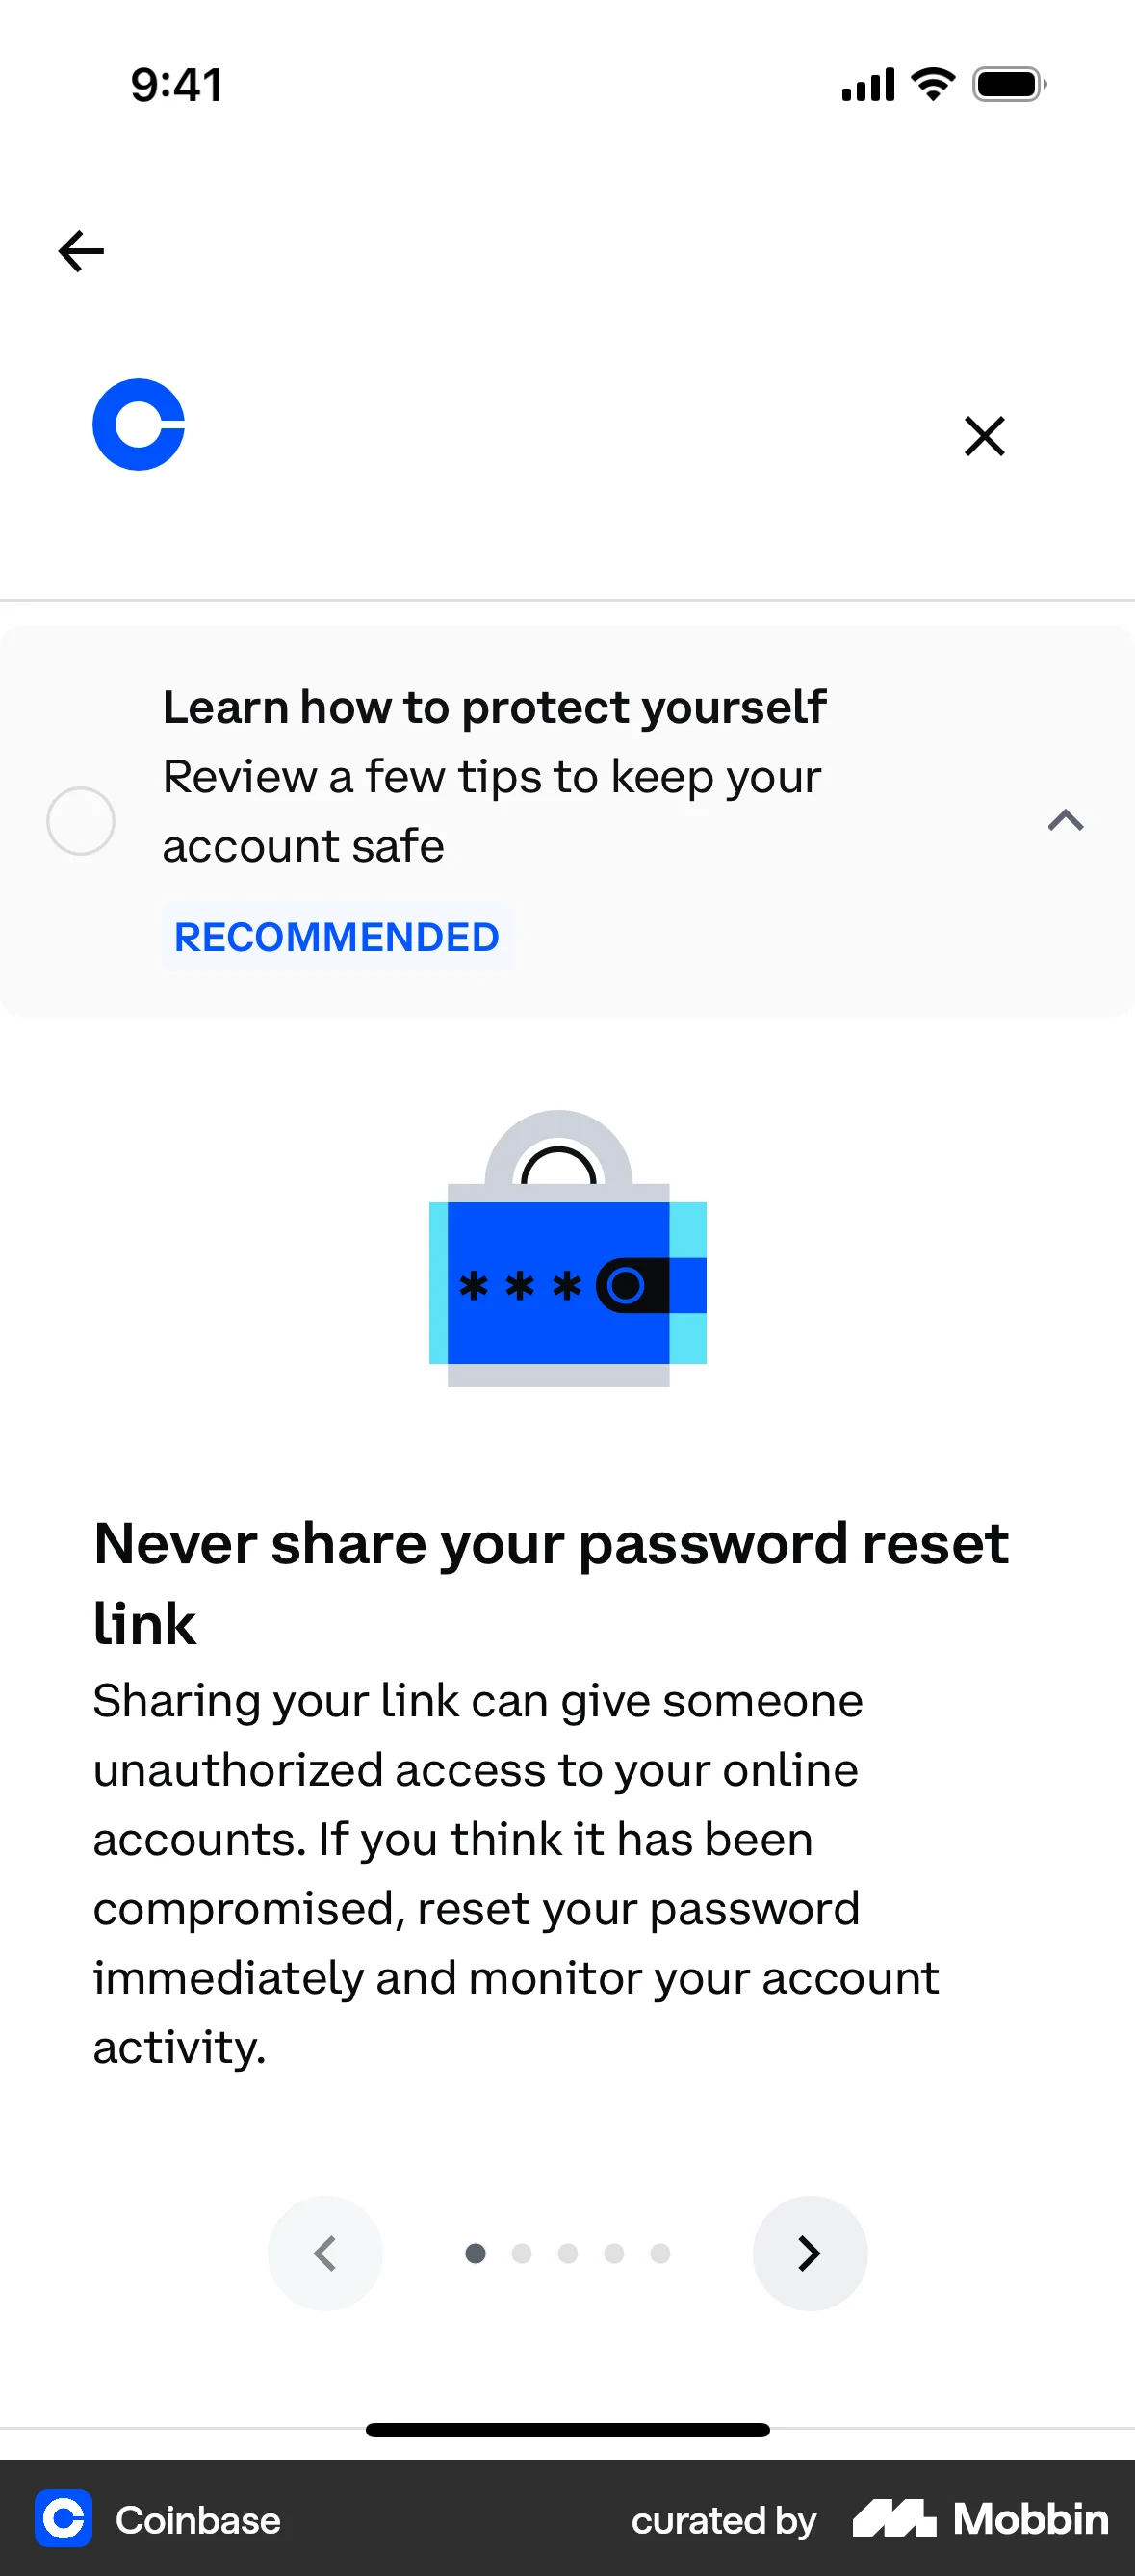 9:41
Learn how to protect yourself
Review a few tips to keep your
account safe
RECOMMENDED
***
Never share your password reset
link
Sharing your link can give someone
unauthorized access to your online
accounts. If you think it has been
compromised, reset your password
immediately and monitor your account
activity.
Coinbase
curated by Mobbin